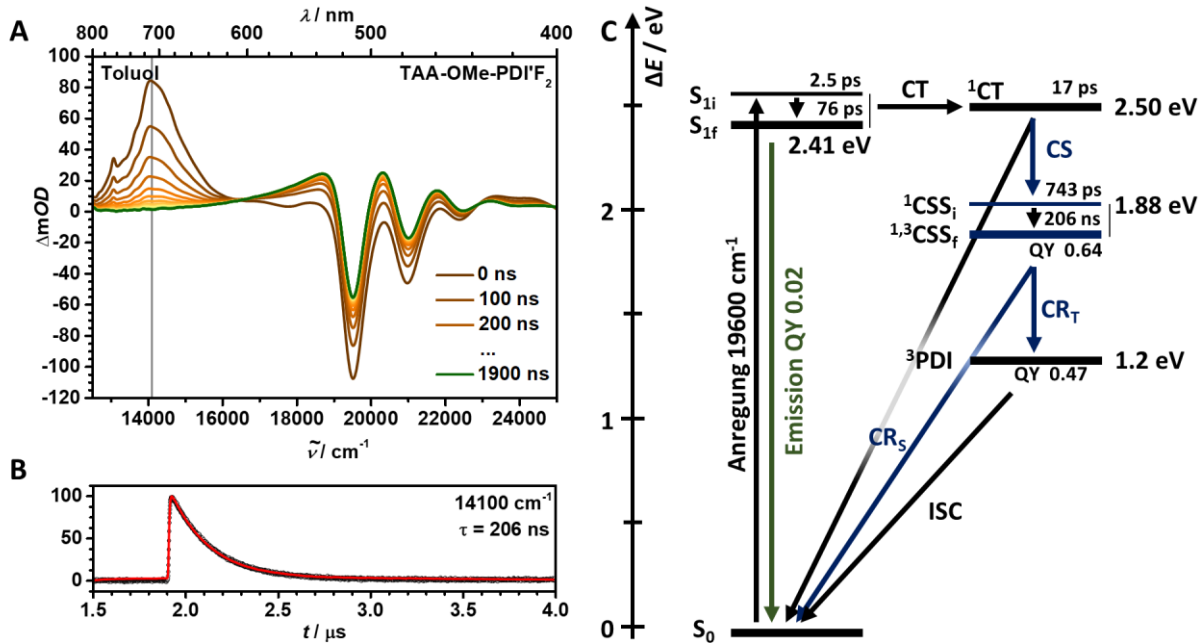 A
λ / nm
800 700 600 500 400
100
80
60
40
20
0
-20
-40
-60
-80
-100
-120
ΔmOD
Toluol
TAA-OMe-PDI'F₂
0 ns
100 ns
200 ns
...
1900 ns
14000 16000 18000 20000 22000 24000
ν̃ / cm⁻¹
B
100
50
0
14100 cm⁻¹
τ = 206 ns
1.5 2.0 2.5 3.0 3.5 4.0
t / µs
C
ΔE / eV
2
1
0
S₁ᵢ
2.5 ps
S₁f
76 ps
2.41 eV
CT
¹CT
17 ps
2.50 eV
CS
743 ps
¹CSSᵢ
1.88 eV
206 ns
¹,³CSSf
QY 0.64
CR_T
³PDI
1.2 eV
QY 0.47
CR_S
ISC
Anregung 19600 cm⁻¹
Emission QY 0.02
S₀